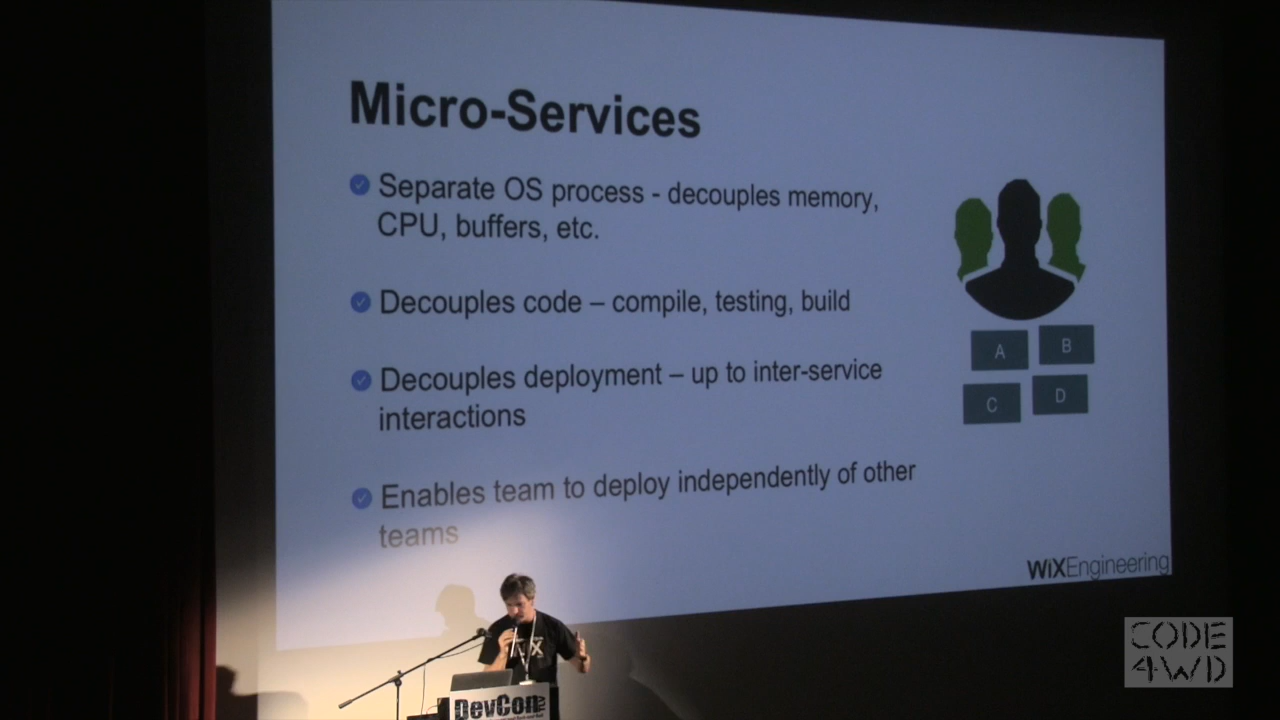 Micro-Services
Separate OS process - decouples memory,
CPU, buffers, etc.
Decouples code – compile, testing, build
Decouples deployment – up to inter-service
interactions
Enables team to deploy independently of other
teams
A
B
C
D
WiXEngineering
X
DevCon
CODE
4WD